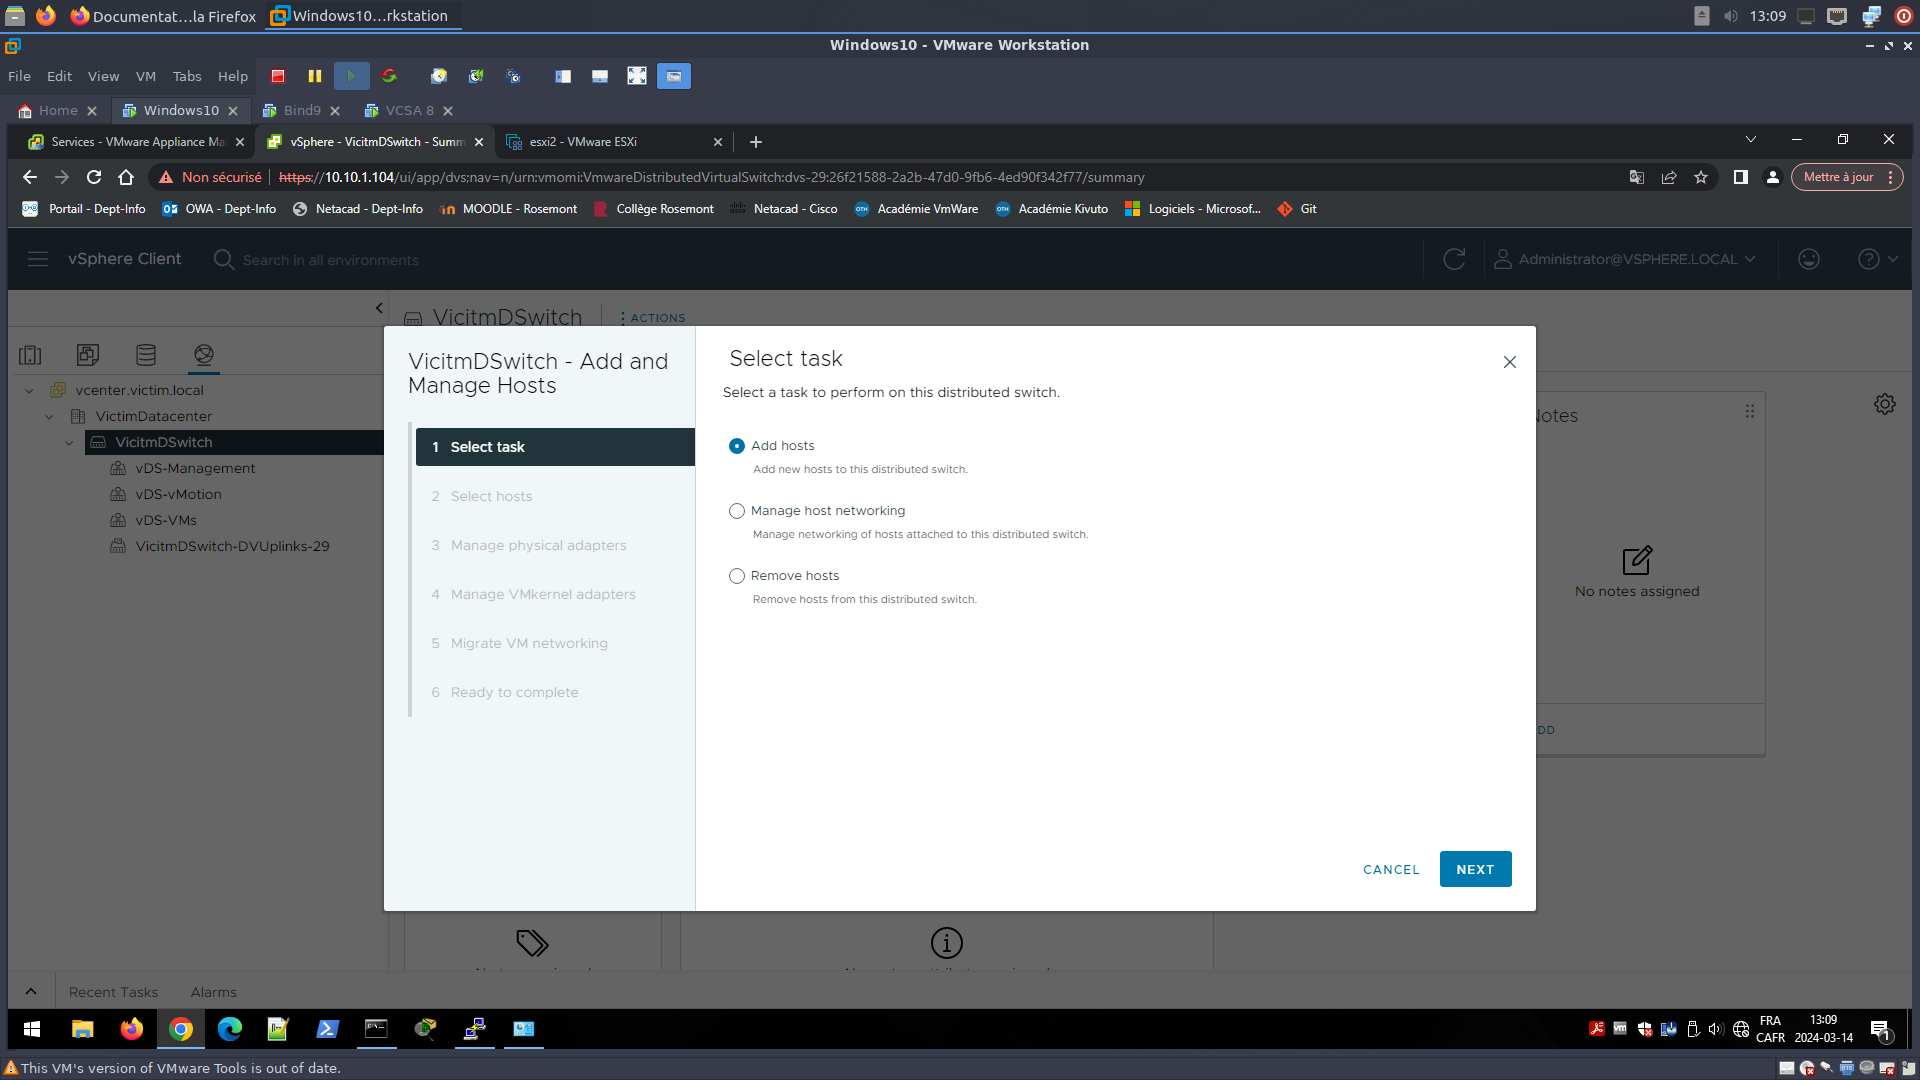 Documentat...la Firefox
Windows10...rkstation
13:09
Windows10 - VMware Workstation
File Edit View VM Tabs Help
Home Windows10 Bind9 VCSA 8
Services - VMware Appliance Ma
vSphere - VicitmDSwitch - Summ
esxi2 - VMware ESXi
Non sécurisé https://10.10.1.104/ui/app/dvs;nav=n/urn:vmomi:VmwareDistributedVirtualSwitch:dvs-29:26f21588-2a2b-47d0-9fb6-4ed90f342f77/summary
Mettre à jour
Portail - Dept-Info OWA - Dept-Info Netacad - Dept-Info MOODLE - Rosemont Collège Rosemont Netacad - Cisco Académie VmWare Académie Kivuto Logiciels - Microsof... Git
vSphere Client
Search in all environments
Administrator@VSPHERE.LOCAL
VicitmDSwitch
ACTIONS
vcenter.victim.local
VictimDatacenter
VicitmDSwitch
vDS-Management
vDS-vMotion
vDS-VMs
VicitmDSwitch-DVUplinks-29
VicitmDSwitch - Add and
Manage Hosts
1 Select task
2 Select hosts
3 Manage physical adapters
4 Manage VMkernel adapters
5 Migrate VM networking
6 Ready to complete
Select task
Select a task to perform on this distributed switch.
Add hosts
Add new hosts to this distributed switch.
Manage host networking
Manage networking of hosts attached to this distributed switch.
Remove hosts
Remove hosts from this distributed switch.
CANCEL
NEXT
No notes assigned
Recent Tasks
Alarms
FRA
CAFR
13:09
2024-03-14
1
This VM's version of VMware Tools is out of date.